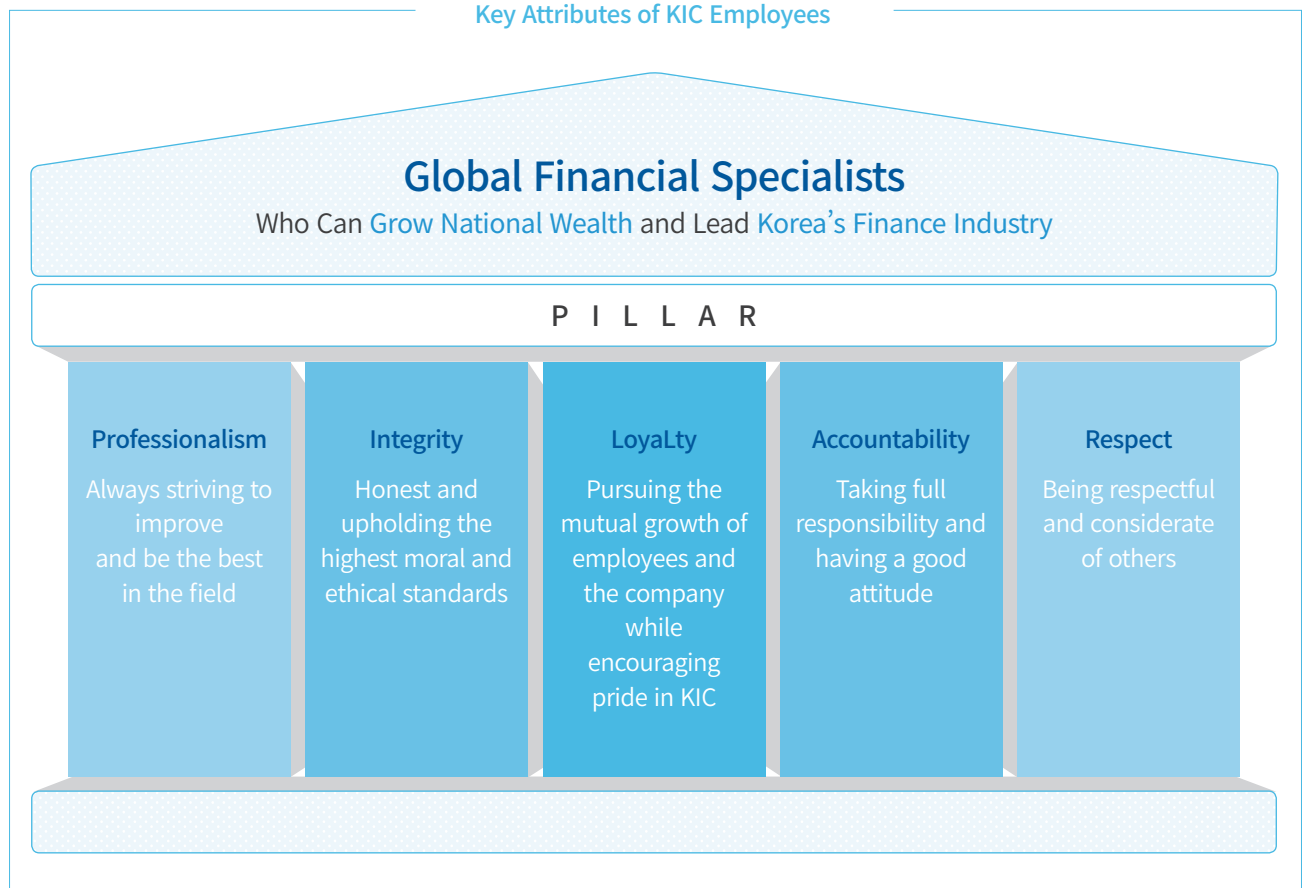 Key Attributes of KIC Employees
Global Financial Specialists
Who Can Grow National Wealth and Lead Korea's Finance Industry
P I L L A R
Professionalism
Always striving to
improve
and be the best
in the field
Integrity
Honest and
upholding the
highest moral and
ethical standards
LoyaLty
Pursuing the
mutual growth of
employees and
the company
while
encouraging
pride in KIC
Accountability
Taking full
responsibility and
having a good
attitude
Respect
Being respectful
and considerate
of others